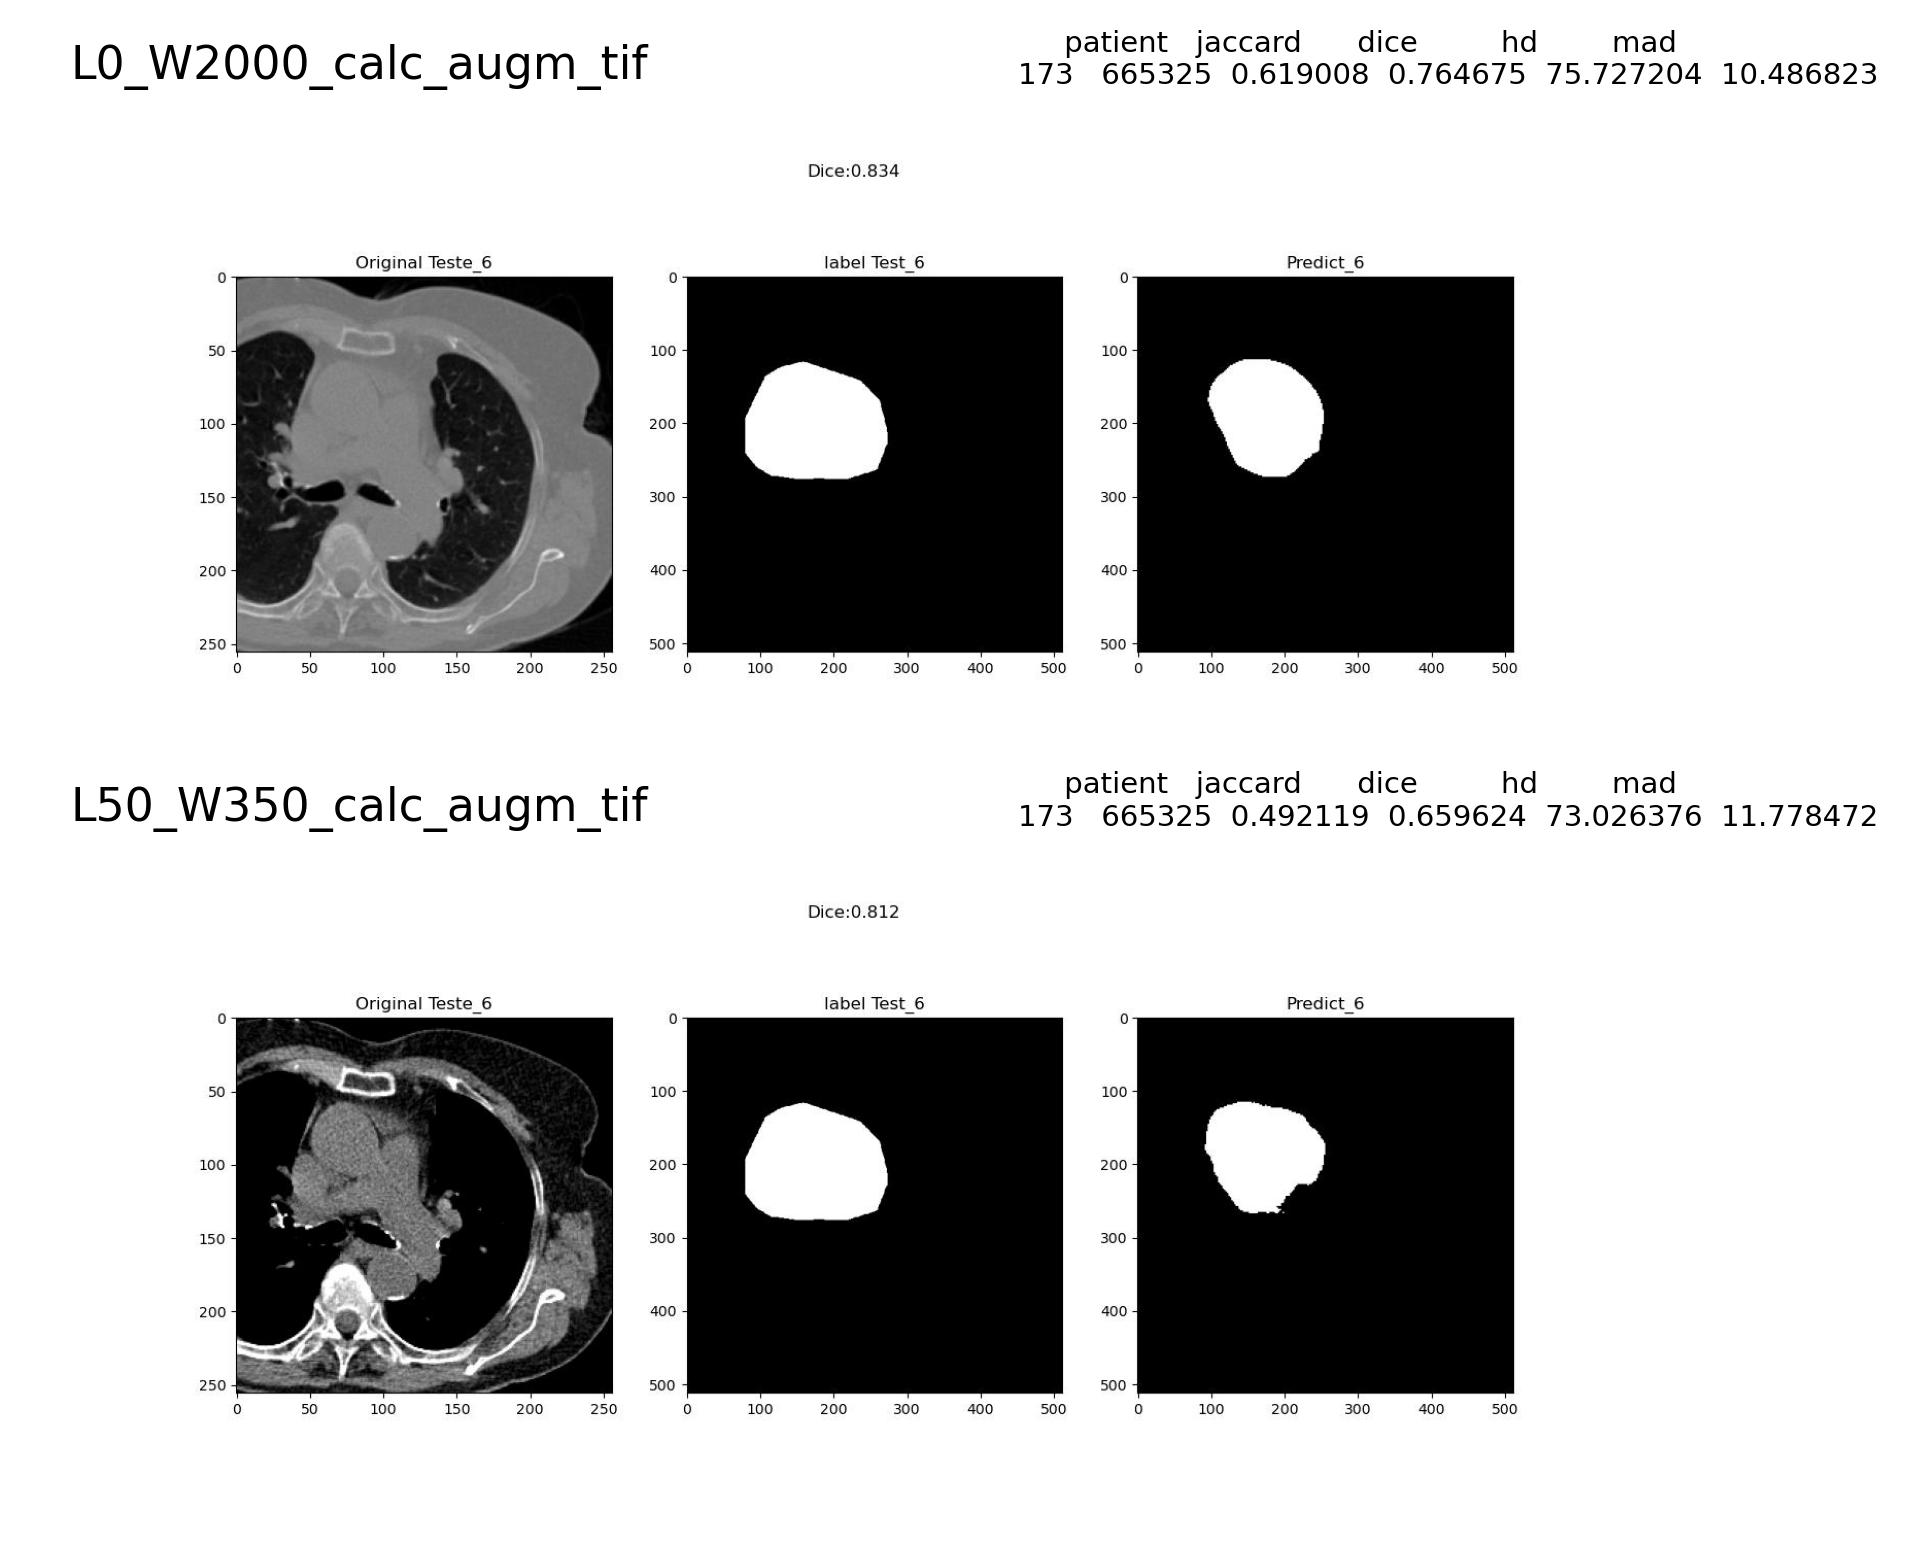 L0_W2000_calc_augm_tif
patient jaccard dice hd mad
173 665325 0.619008 0.764675 75.727204 10.486823
Dice:0.834
Original Teste_6
label Test_6
Predict_6
0
50
100
150
200
250
0 50 100 150 200 250
0
100
200
300
400
500
0 100 200 300 400 500
0
100
200
300
400
500
0 100 200 300 400 500
L50_W350_calc_augm_tif
patient jaccard dice hd mad
173 665325 0.492119 0.659624 73.026376 11.778472
Dice:0.812
Original Teste_6
label Test_6
Predict_6
0
50
100
150
200
250
0 50 100 150 200 250
0
100
200
300
400
500
0 100 200 300 400 500
0
100
200
300
400
500
0 100 200 300 400 500